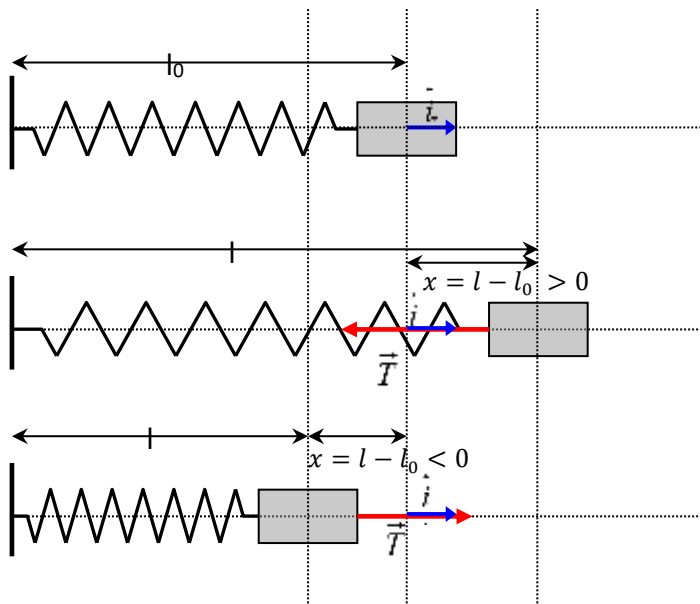 l₀
i⃗
l
x = l − l₀ > 0
i⃗
T⃗
l
x = l − l₀ < 0
i⃗
T⃗